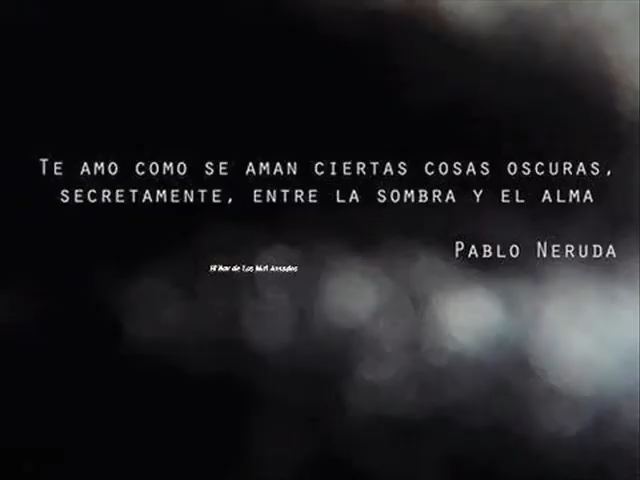 Te amo como se aman ciertas cosas oscuras,
secretamente, entre la sombra y el alma
Pablo Neruda